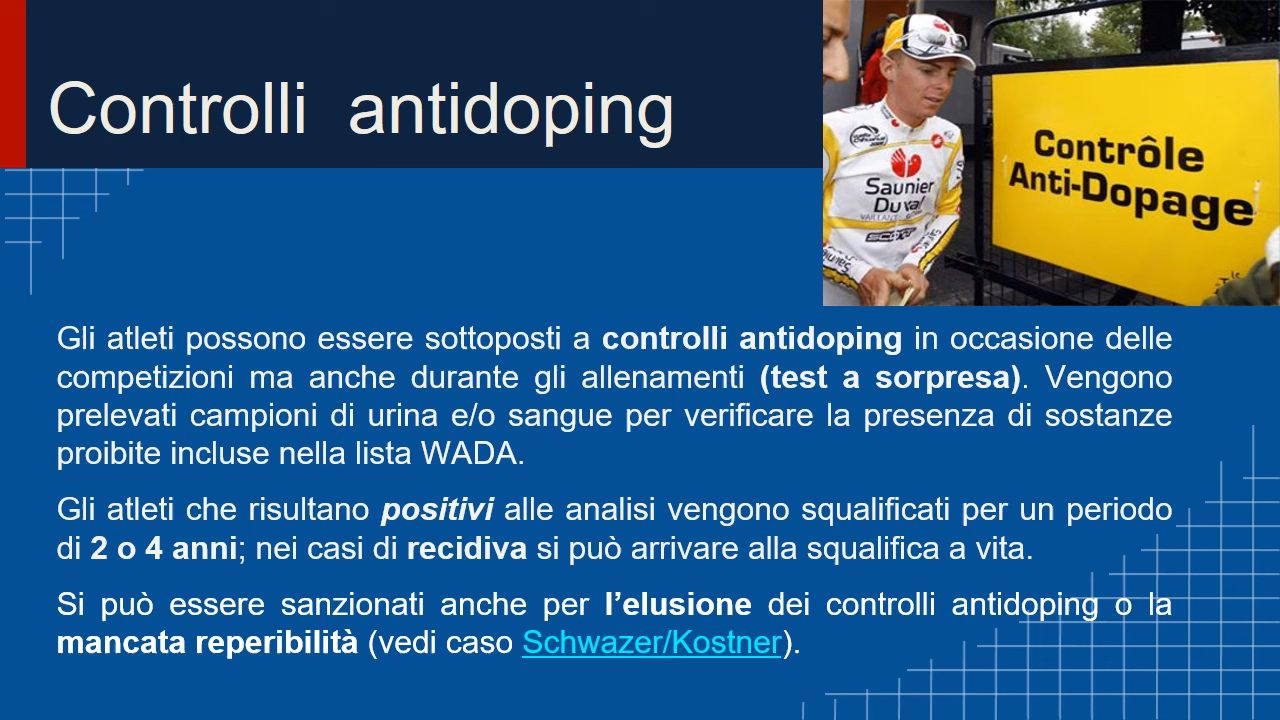 Controlli antidoping
Contrôle
Anti-Dopage
Saunier
Duval
VAILLANT
SCOTT
Gli atleti possono essere sottoposti a controlli antidoping in occasione delle
competizioni ma anche durante gli allenamenti (test a sorpresa). Vengono
prelevati campioni di urina e/o sangue per verificare la presenza di sostanze
proibite incluse nella lista WADA.
Gli atleti che risultano positivi alle analisi vengono squalificati per un periodo
di 2 o 4 anni; nei casi di recidiva si può arrivare alla squalifica a vita.
Si può essere sanzionati anche per l’elusione dei controlli antidoping o la
mancata reperibilità (vedi caso Schwazer/Kostner).